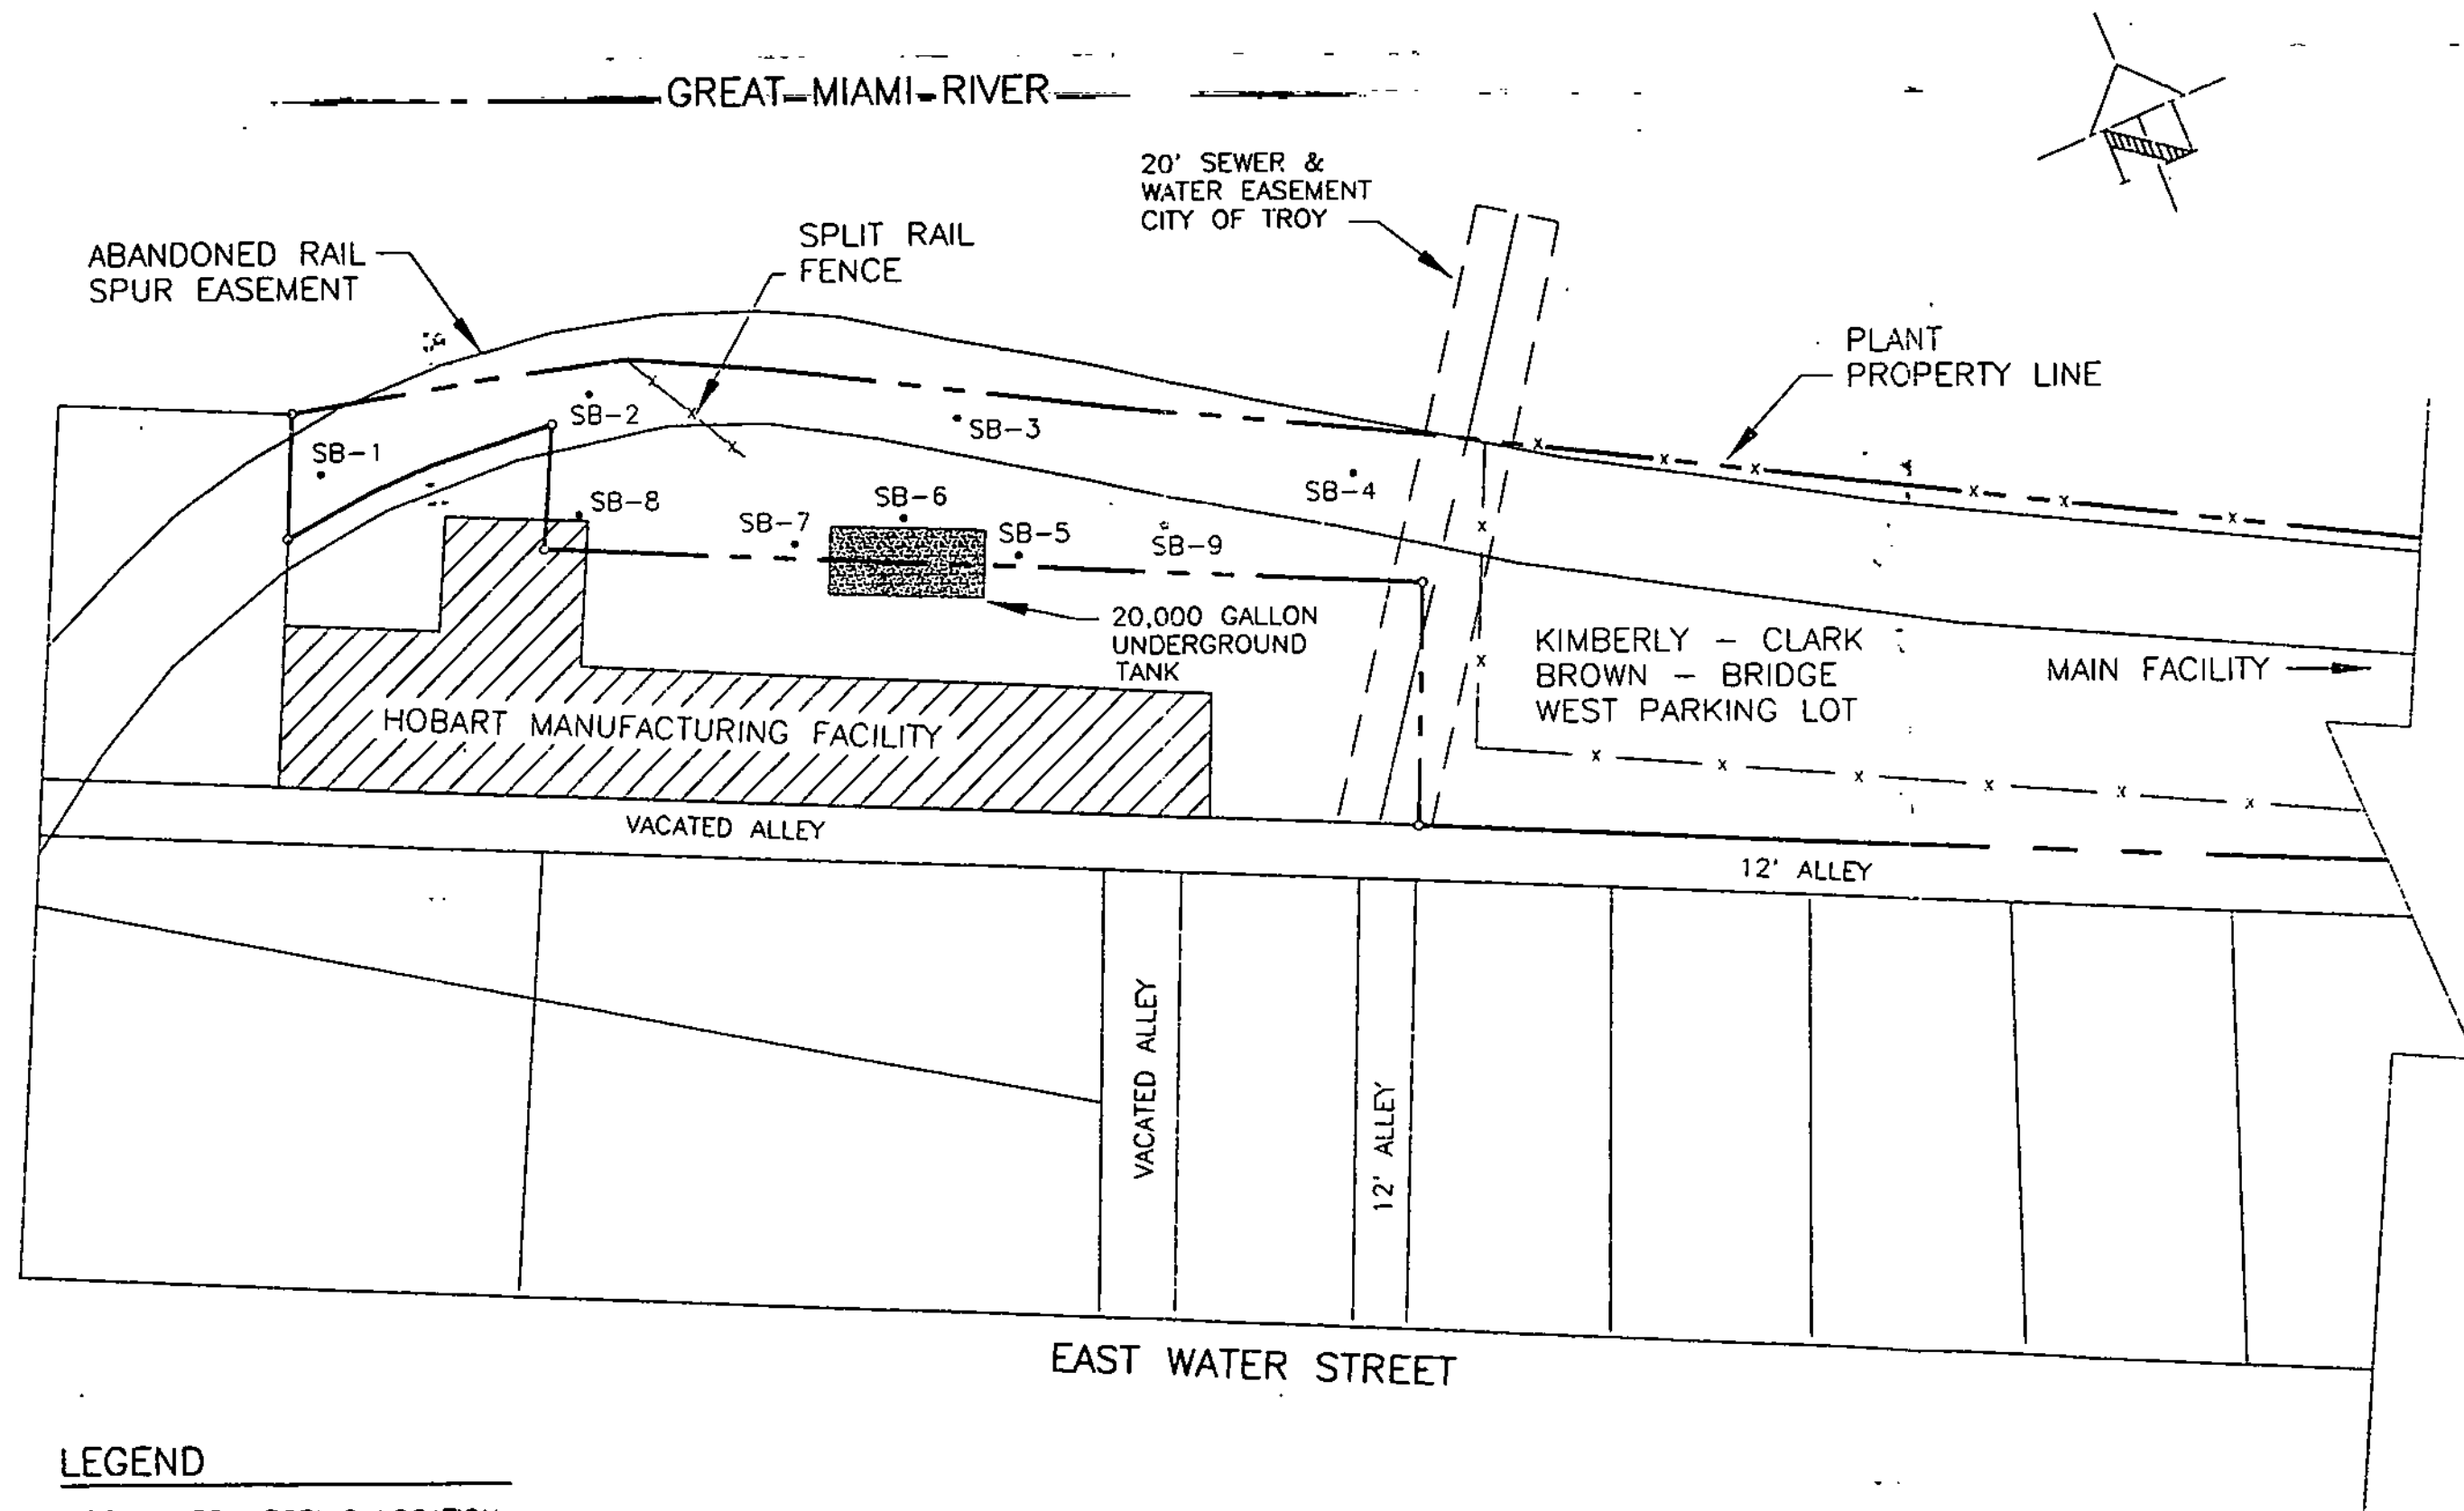 GREAT MIAMI RIVER
20' SEWER &
WATER EASEMENT
CITY OF TROY
ABANDONED RAIL
SPUR EASEMENT
SPLIT RAIL
FENCE
PLANT
PROPERTY LINE
SB-1
SB-2
SB-3
SB-4
SB-8
SB-7
SB-6
SB-5
SB-9
20,000 GALLON
UNDERGROUND
TANK
KIMBERLY - CLARK
BROWN - BRIDGE
WEST PARKING LOT
MAIN FACILITY
HOBART MANUFACTURING FACILITY
VACATED ALLEY
12' ALLEY
VACATED ALLEY
12' ALLEY
EAST WATER STREET
LEGEND